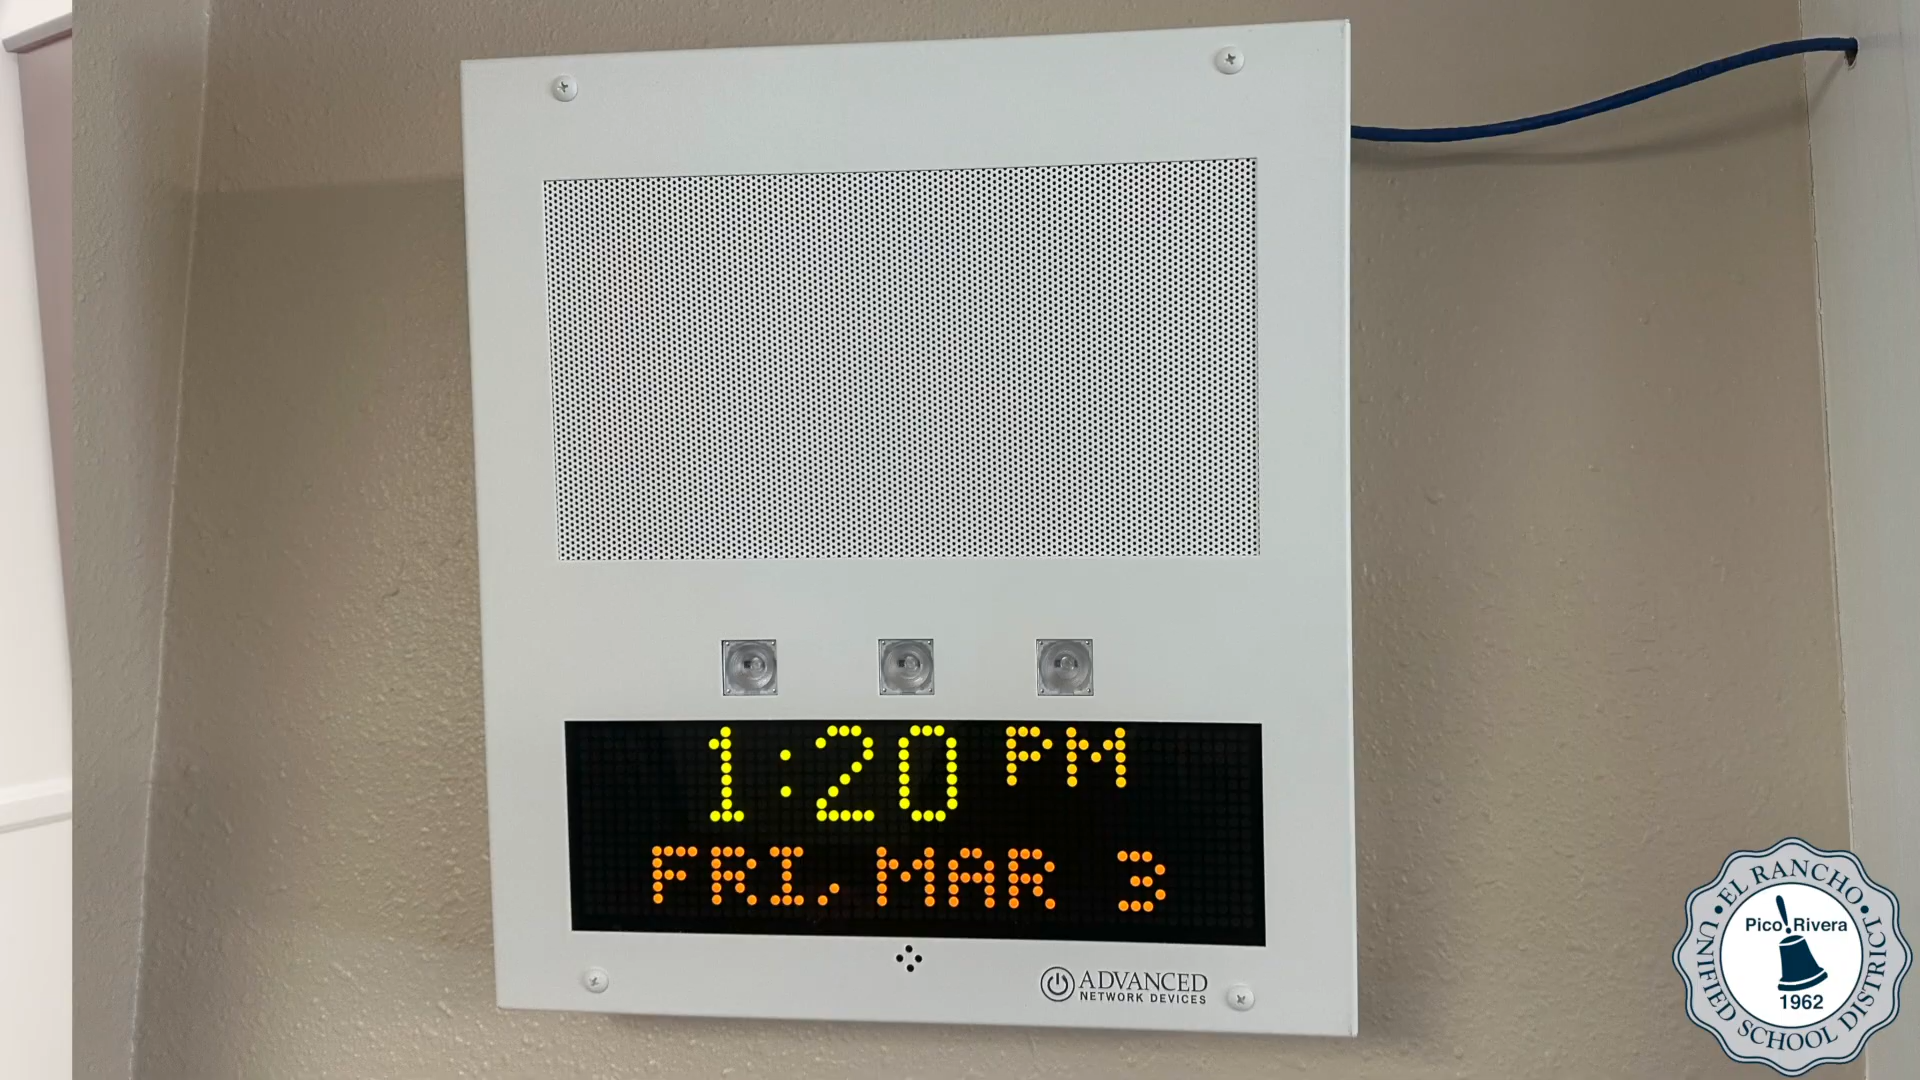 1:20 PM
FRI, MAR 3
ADVANCED
NETWORK DEVICES
EL RANCHO
UNIFIED SCHOOL DISTRICT
Pico Rivera
1962